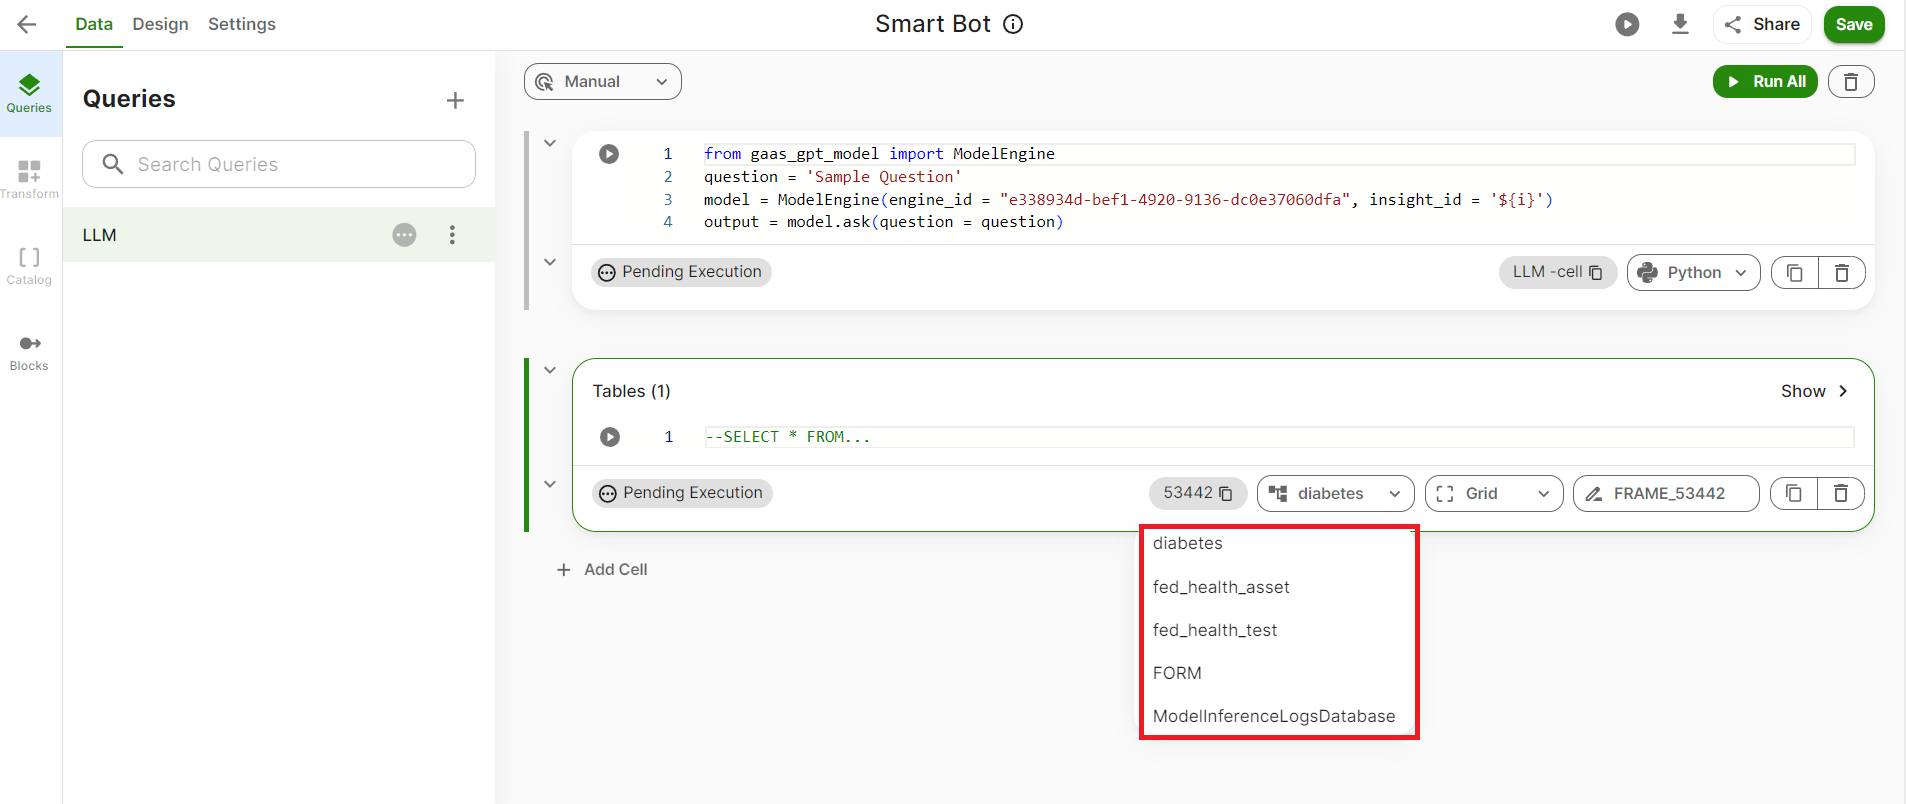 Data Design Settings
Smart Bot
Share
Save
Queries
Transform
Catalog
Blocks
Queries
Search Queries
LLM
Manual
Run All
1 from gaas_gpt_model import ModelEngine
2 question = 'Sample Question'
3 model = ModelEngine(engine_id = "e338934d-bef1-4920-9136-dc0e37060dfa", insight_id = '${i}')
4 output = model.ask(question = question)
Pending Execution
LLM -cell
Python
Tables (1)
Show
1 --SELECT * FROM...
Pending Execution
53442
diabetes
Grid
FRAME_53442
diabetes
fed_health_asset
fed_health_test
FORM
ModelInferenceLogsDatabase
Add Cell